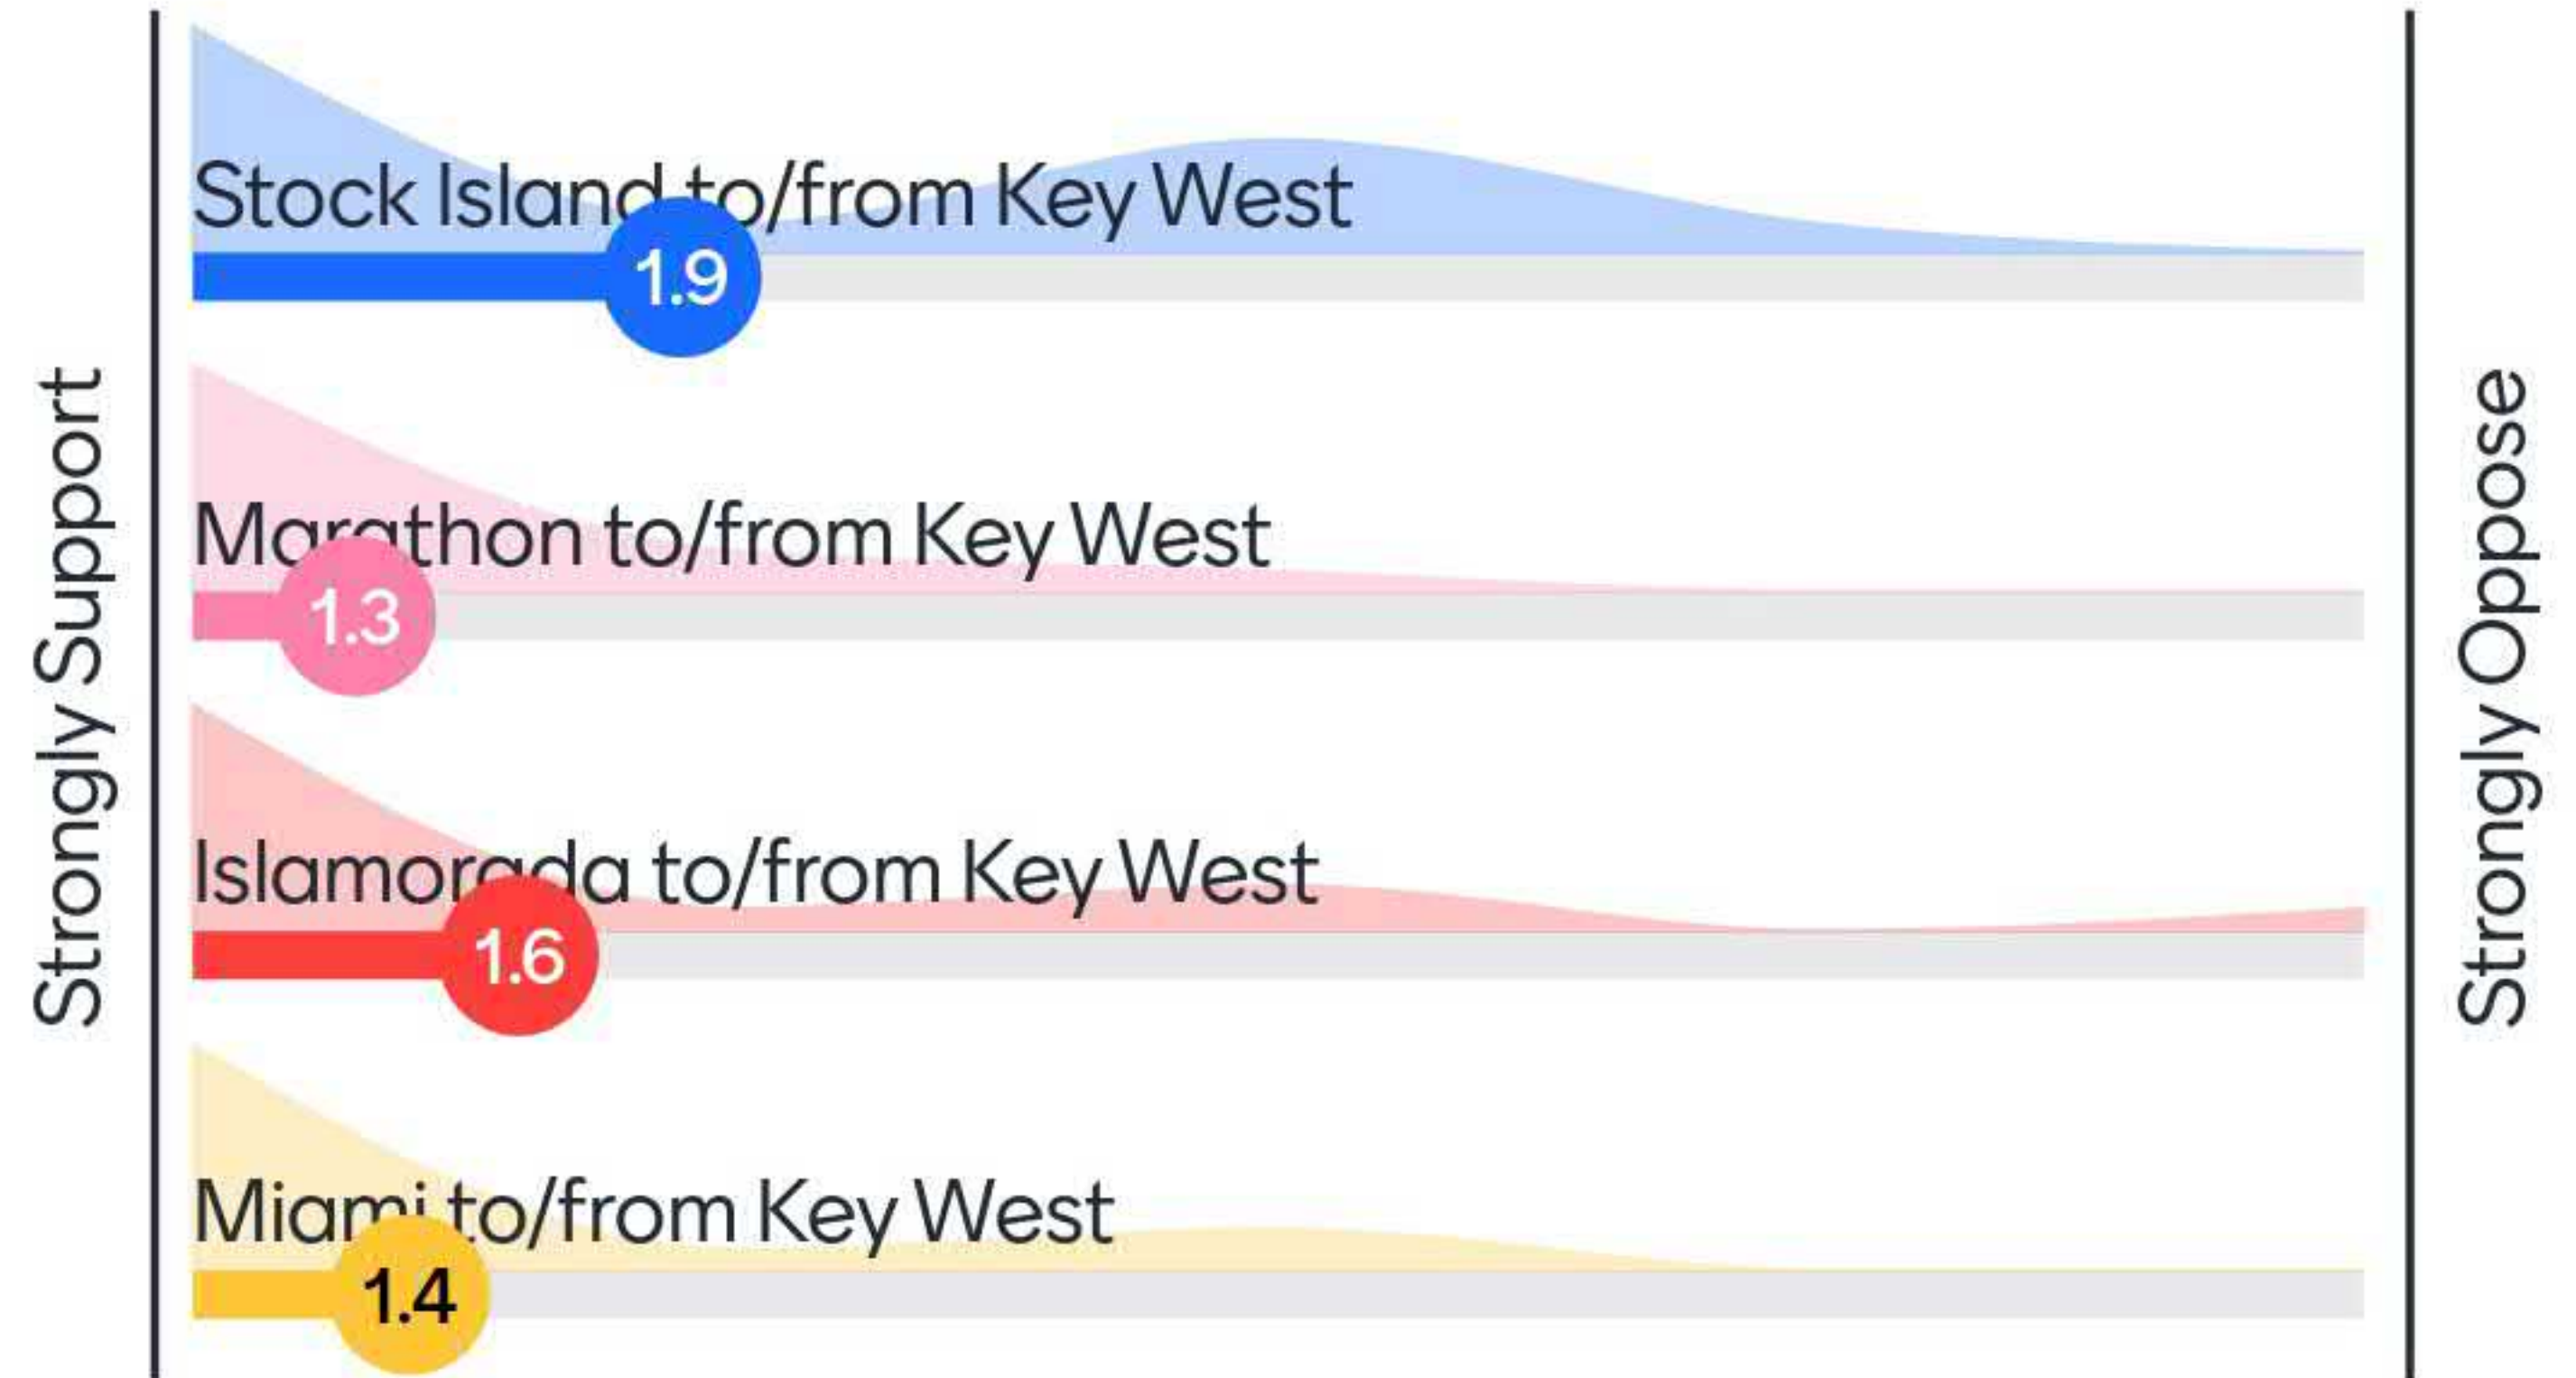 Strongly Support
Stock Island to/from Key West
1.9
Marathon to/from Key West
1.3
Islamorada to/from Key West
1.6
Miami to/from Key West
1.4
Strongly Oppose